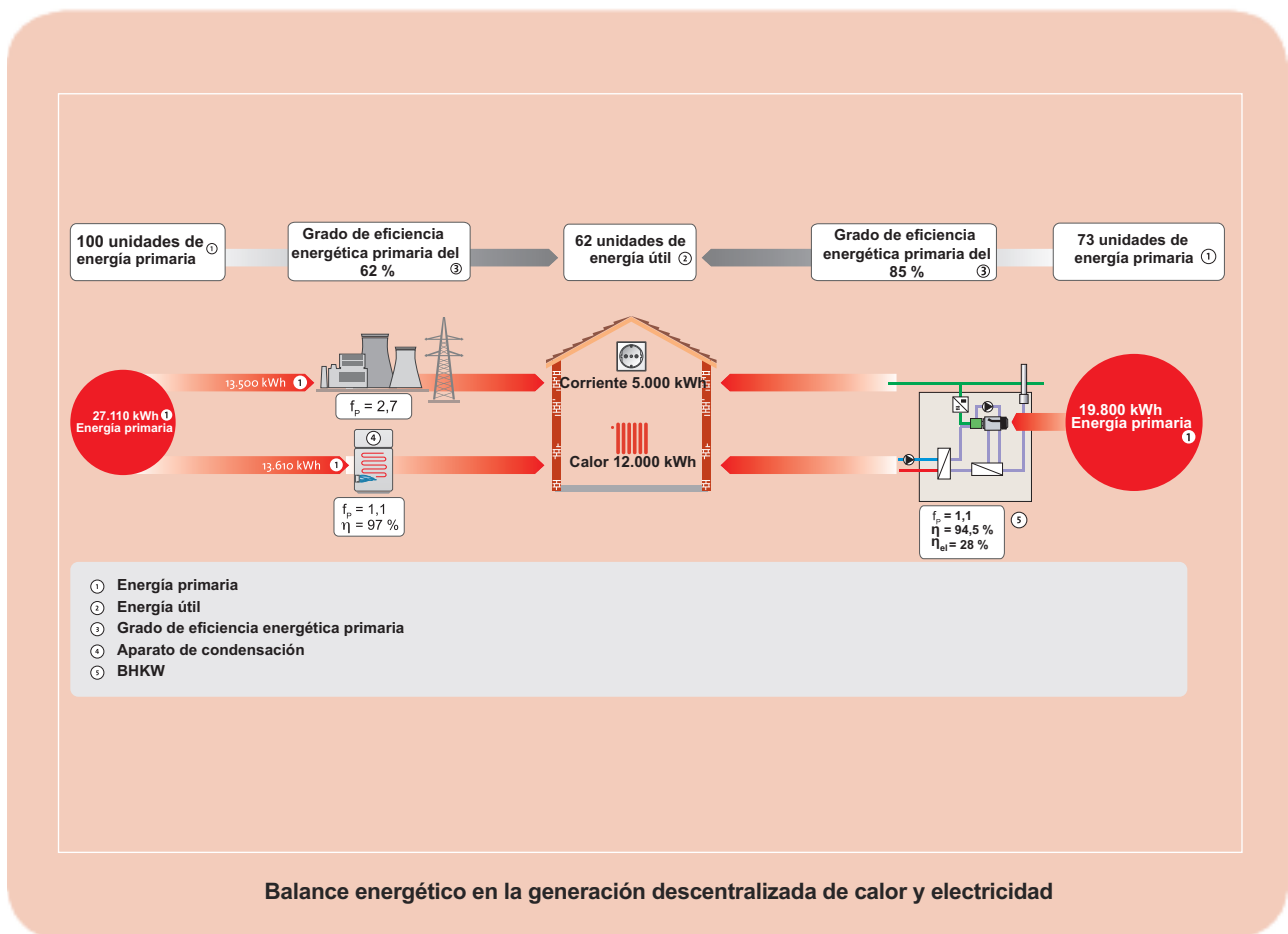 100 unidades de ①
energía primaria
Grado de eficiencia
energética primaria del
62 % ③
62 unidades de
energía útil ②
Grado de eficiencia
energética primaria del
85 % ③
73 unidades de
energía primaria ①
13.500 kWh ①
fP = 2,7
27.110 kWh ①
Energía primaria
④
13.610 kWh ①
fP = 1,1
η = 97 %
Corriente 5.000 kWh
Calor 12.000 kWh
19.800 kWh
Energía primaria
①
fP = 1,1
η = 94,5 %
ηel = 28 %
⑤
① Energía primaria
② Energía útil
③ Grado de eficiencia energética primaria
④ Aparato de condensación
⑤ BHKW
Balance energético en la generación descentralizada de calor y electricidad